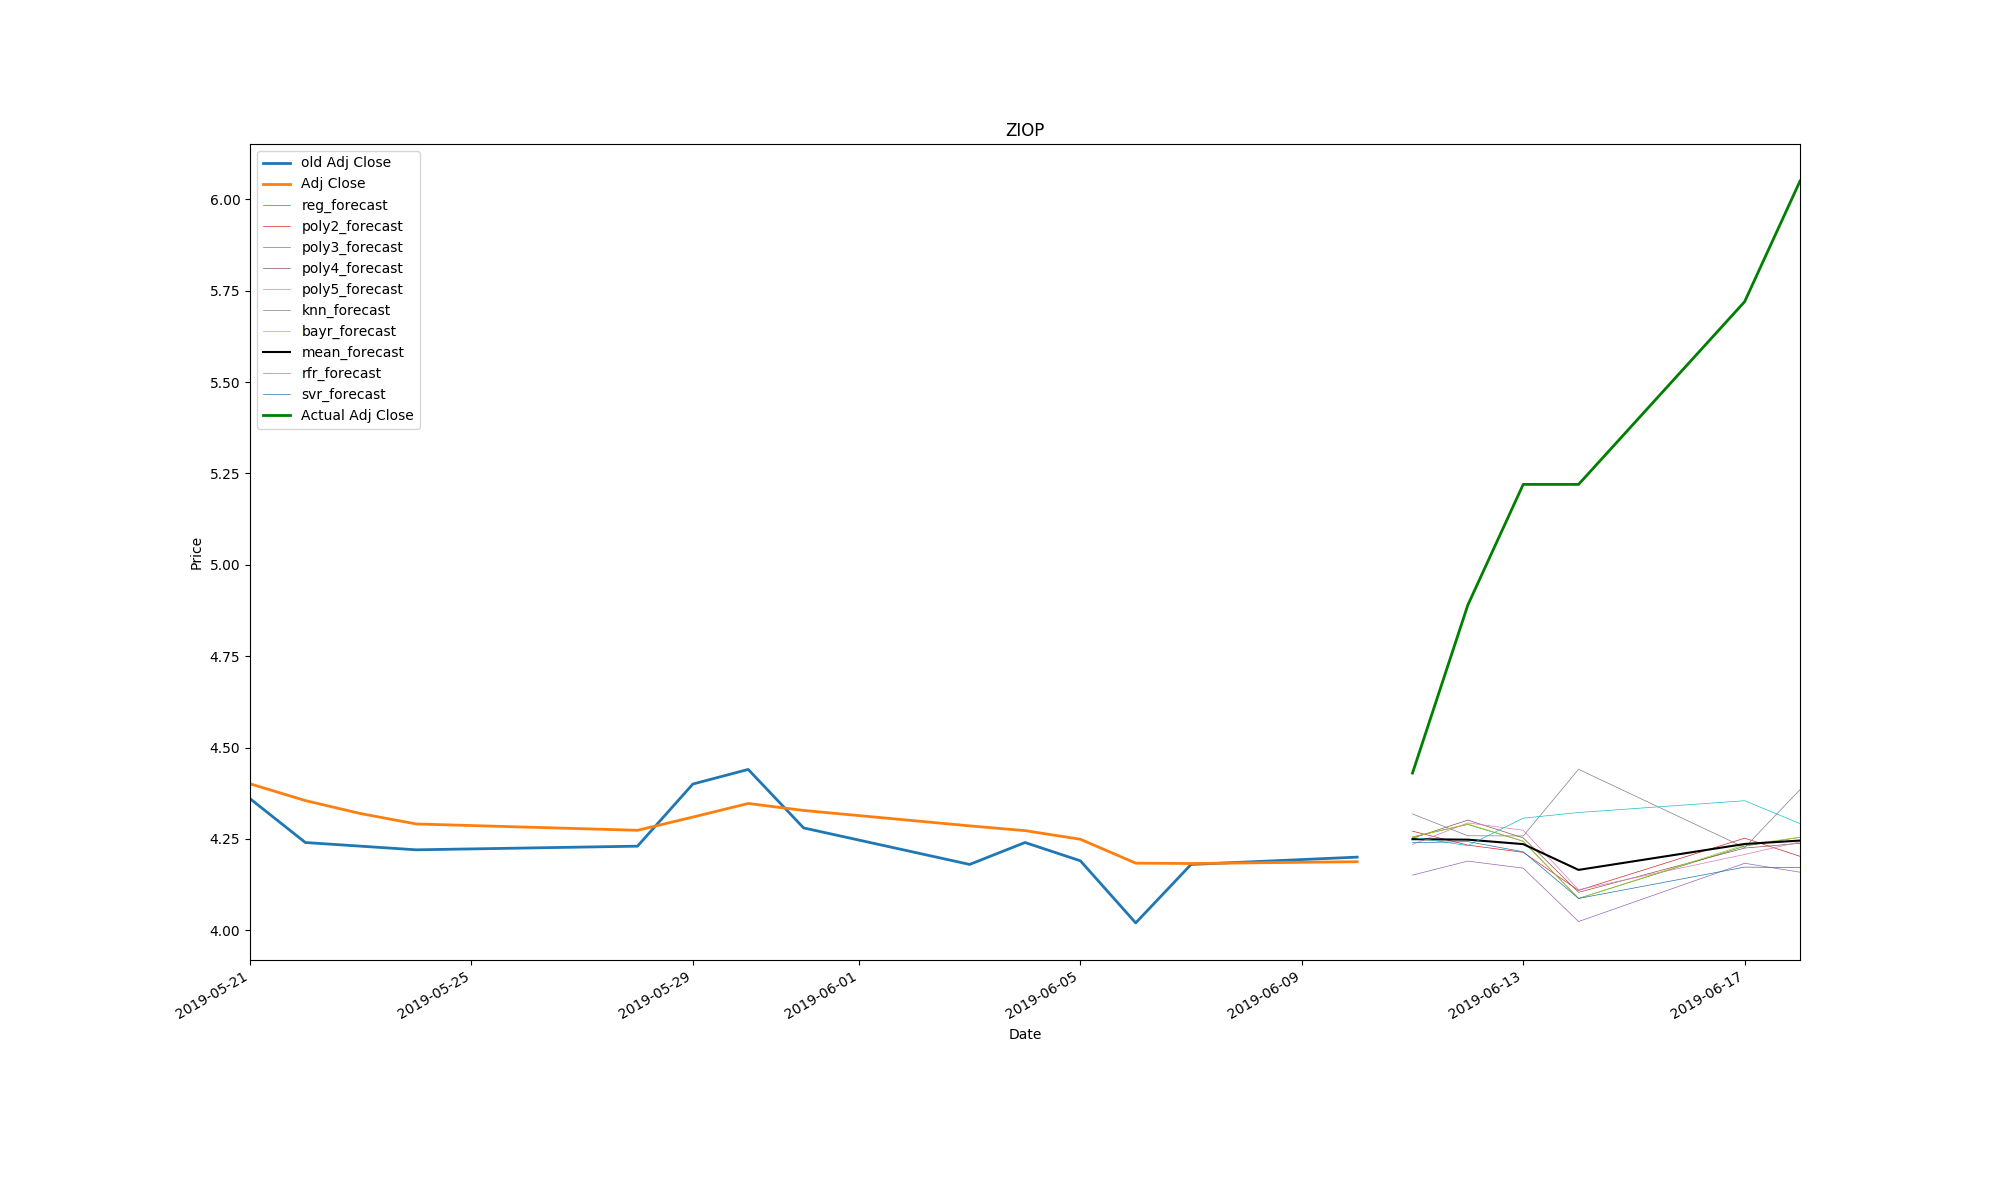 ZIOP
old Adj Close
Adj Close
reg_forecast
poly2_forecast
poly3_forecast
poly4_forecast
poly5_forecast
knn_forecast
bayr_forecast
mean_forecast
rfr_forecast
svr_forecast
Actual Adj Close
6.00
5.75
5.50
5.25
5.00
4.75
4.50
4.25
4.00
Price
2019-05-21
2019-05-25
2019-05-29
2019-06-01
2019-06-05
2019-06-09
2019-06-13
2019-06-17
Date